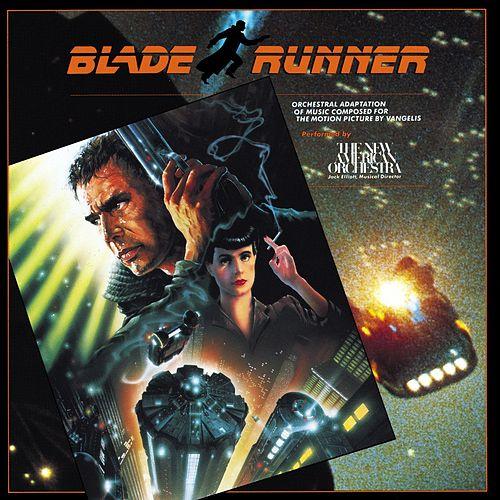 BLADE RUNNER
ORCHESTRAL ADAPTATION
OF MUSIC COMPOSED FOR
THE MOTION PICTURE BY VANGELIS
Performed by
THE NEW
AMERICAN
ORCHESTRA
Jack Elliott, Musical Director